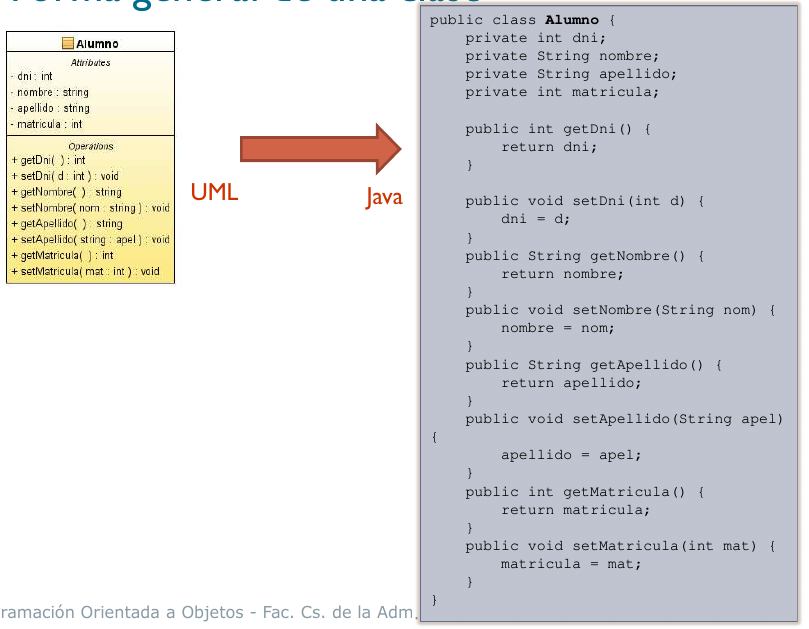 Forma general de una clase
Alumno
Attributes
- dni : int
- nombre : string
- apellido : string
- matricula : int
Operations
+ getDni( ) : int
+ setDni( d : int ) : void
+ getNombre( ) : string
+ setNombre( nom : string ) : void
+ getApellido( ) : string
+ setApellido( string : apel ) : void
+ getMatricula( ) : int
+ setMatricula( mat : int ) : void
UML
Java
public class Alumno {
private int dni;
private String nombre;
private String apellido;
private int matricula;
public int getDni() {
return dni;
}
public void setDni(int d) {
dni = d;
}
public String getNombre() {
return nombre;
}
public void setNombre(String nom) {
nombre = nom;
}
public String getApellido() {
return apellido;
}
public void setApellido(String apel)
{
apellido = apel;
}
public int getMatricula() {
return matricula;
}
public void setMatricula(int mat) {
matricula = mat;
}
}
ramación Orientada a Objetos - Fac. Cs. de la Adm.